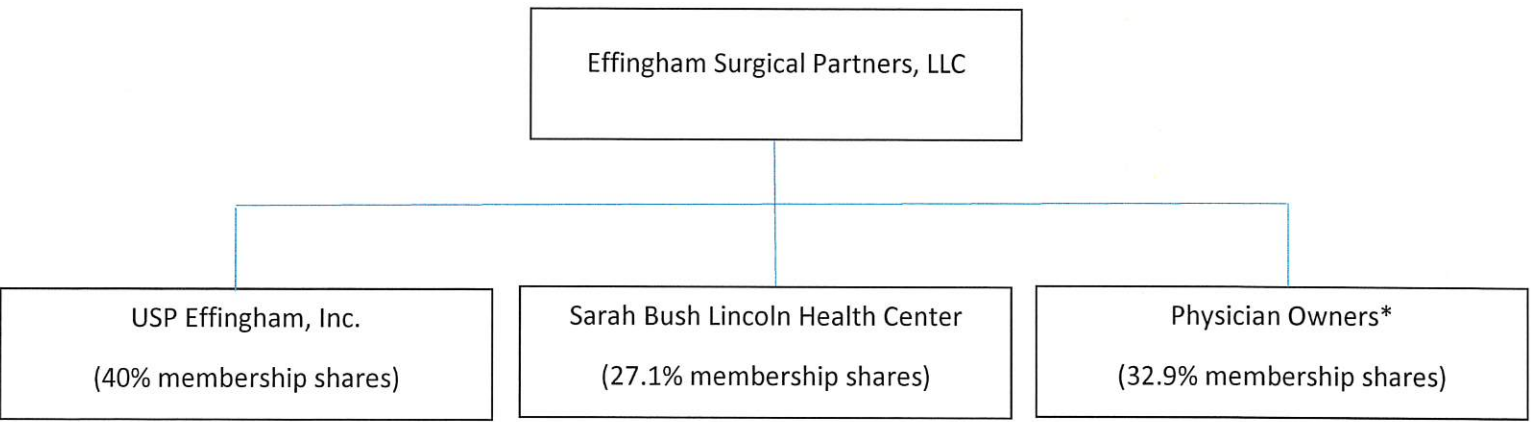 Effingham Surgical Partners, LLC
USP Effingham, Inc.
(40% membership shares)
Sarah Bush Lincoln Health Center
(27.1% membership shares)
Physician Owners*
(32.9% membership shares)